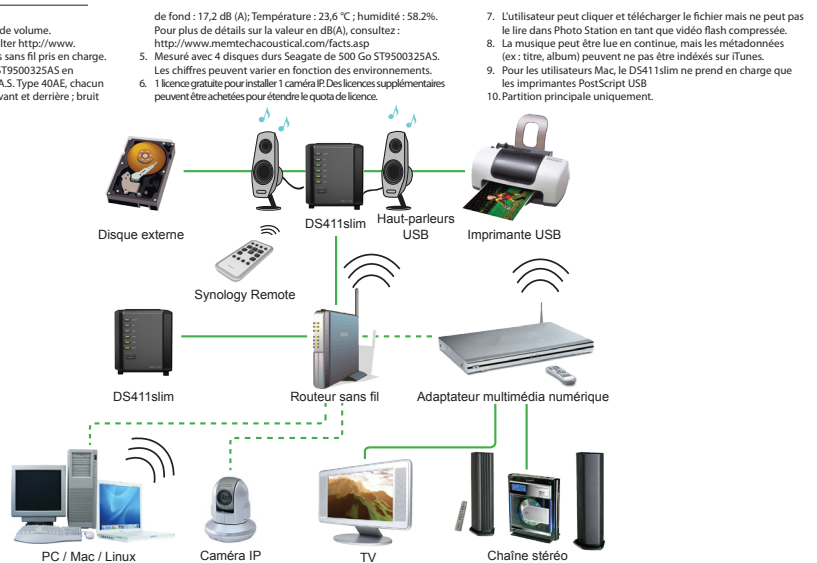 de volume.
lter http://www.
s sans fil pris en charge.
ST9500325AS en
A.S. Type 40AE, chacun
vant et derrière ; bruit
de fond : 17,2 dB (A); Température : 23,6 °C ; humidité : 58.2%.
Pour plus de détails sur la valeur en dB(A), consultez :
http://www.memtechacoustical.com/facts.asp
5. Mesuré avec 4 disques durs Seagate de 500 Go ST9500325AS.
Les chiffres peuvent varier en fonction des environnements.
6. 1 licence gratuite pour installer 1 caméra IP. Des licences supplémentaires
peuvent être achetées pour étendre le quota de licence.
7. L'utilisateur peut cliquer et télécharger le fichier mais ne peut pas
le lire dans Photo Station en tant que vidéo flash compressée.
8. La musique peut être lue en continue, mais les métadonnées
(ex : titre, album) peuvent ne pas être indéxés sur iTunes.
9. Pour les utilisateurs Mac, le DS411slim ne prend en charge que
les imprimantes PostScript USB
10. Partition principale uniquement.
Disque externe
DS411slim
Haut-parleurs
USB
Imprimante USB
Synology Remote
DS411slim
Routeur sans fil
Adaptateur multimédia numérique
PC / Mac / Linux
Caméra IP
TV
Chaîne stéréo